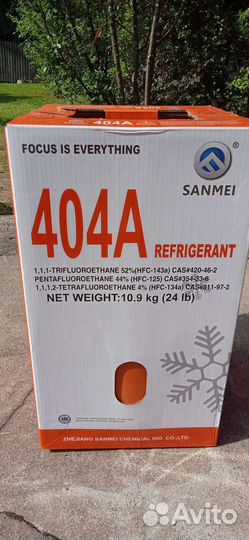 404A
FOCUS IS EVERYTHING
®
SANMEI
404A REFRIGERANT
1,1,1-TRIFLUOROETHANE 52%(HFC-143a) CAS#420-46-2
PENTAFLUOROETHANE 44% (HFC-125) CAS#354-33-6
1,1,1,2-TETRAFLUOROETHANE 4% (HFC-134a) CAS#811-97-2
NET WEIGHT:10.9 kg (24 lb)
ZHEJIANG SANMEI CHEMICAL IND. CO.,LTD.
Avito